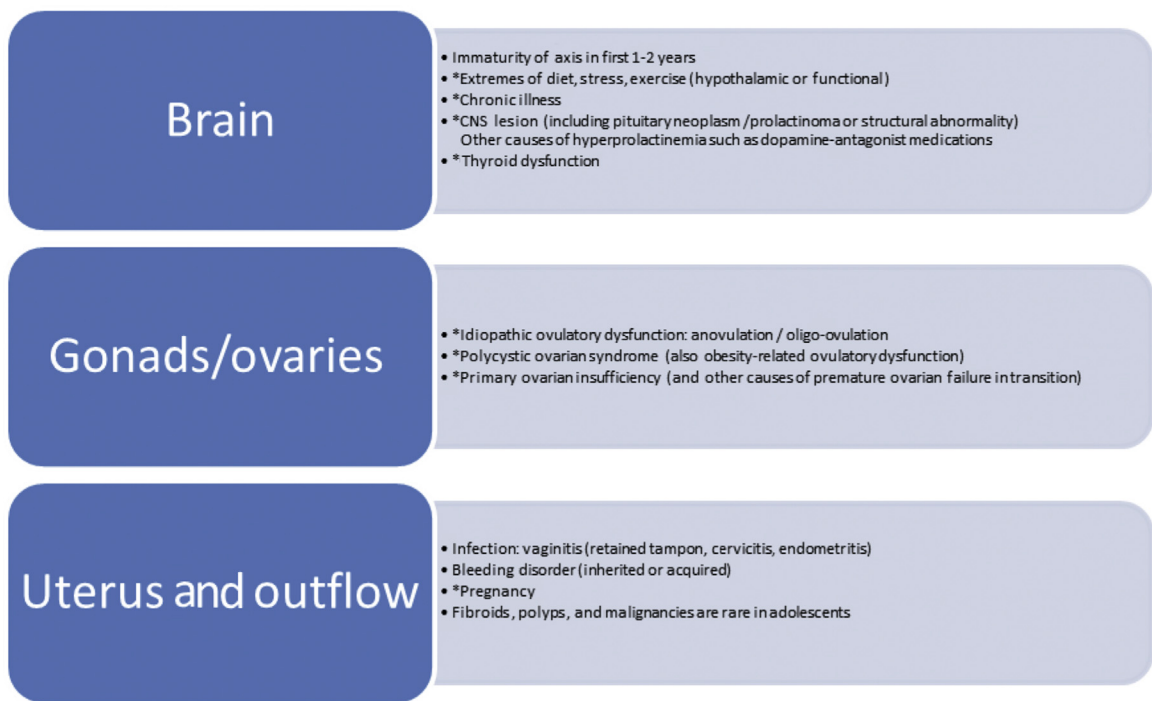 Brain
• Immaturity of axis in first 1-2 years
• *Extremes of diet, stress, exercise (hypothalamic or functional)
• *Chronic illness
• *CNS lesion (including pituitary neoplasm /prolactinoma or structural abnormality)
Other causes of hyperprolactinemia such as dopamine-antagonist medications
• *Thyroid dysfunction
Gonads/ovaries
• *Idiopathic ovulatory dysfunction: anovulation / oligo-ovulation
• *Polycystic ovarian syndrome (also obesity-related ovulatory dysfunction)
• *Primary ovarian insufficiency (and other causes of premature ovarian failure in transition)
Uterus and outflow
• Infection: vaginitis (retained tampon, cervicitis, endometritis)
• Bleeding disorder (inherited or acquired)
• *Pregnancy
• Fibroids, polyps, and malignancies are rare in adolescents